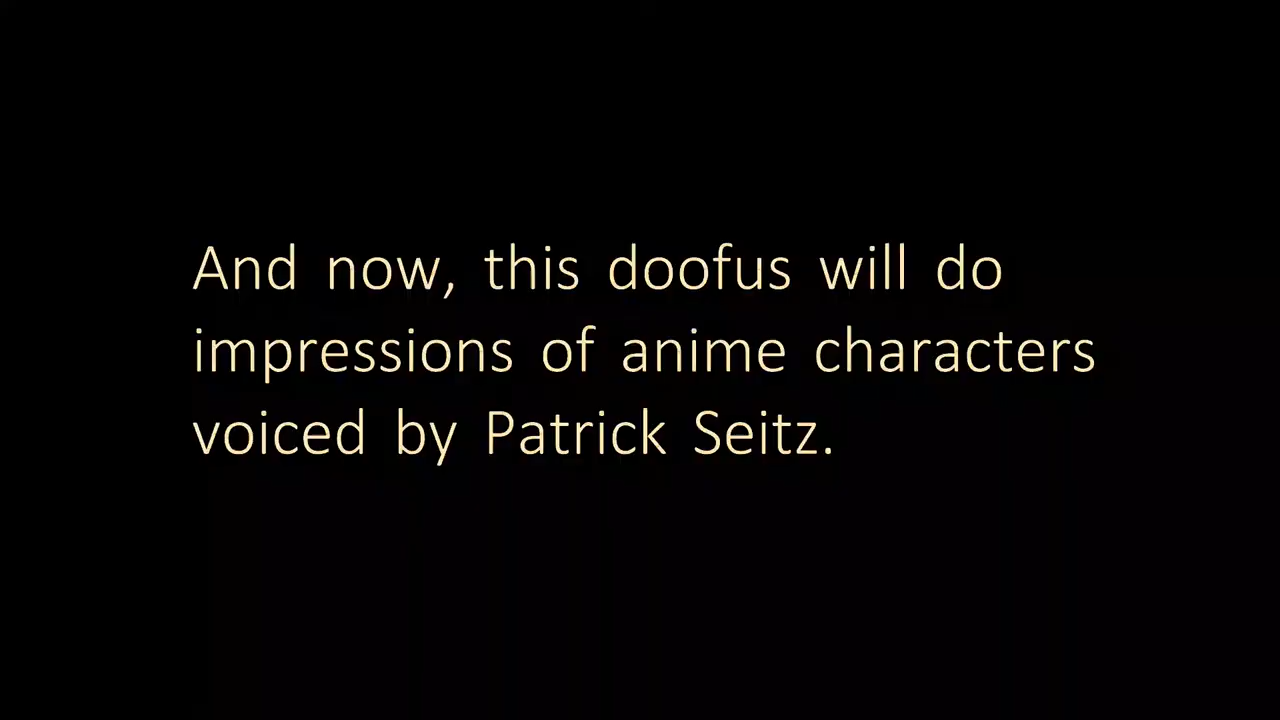 And now, this doofus will do
impressions of anime characters
voiced by Patrick Seitz.